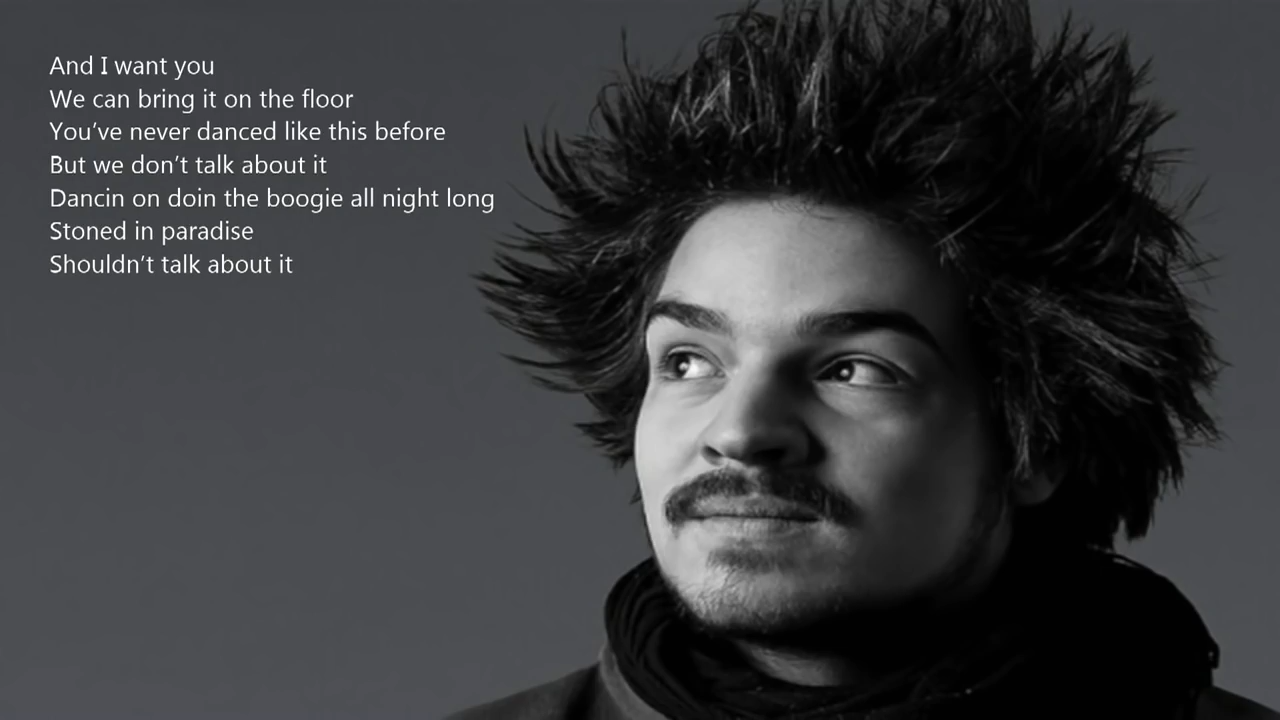 And I want you
We can bring it on the floor
You've never danced like this before
But we don't talk about it
Dancin on doin the boogie all night long
Stoned in paradise
Shouldn't talk about it